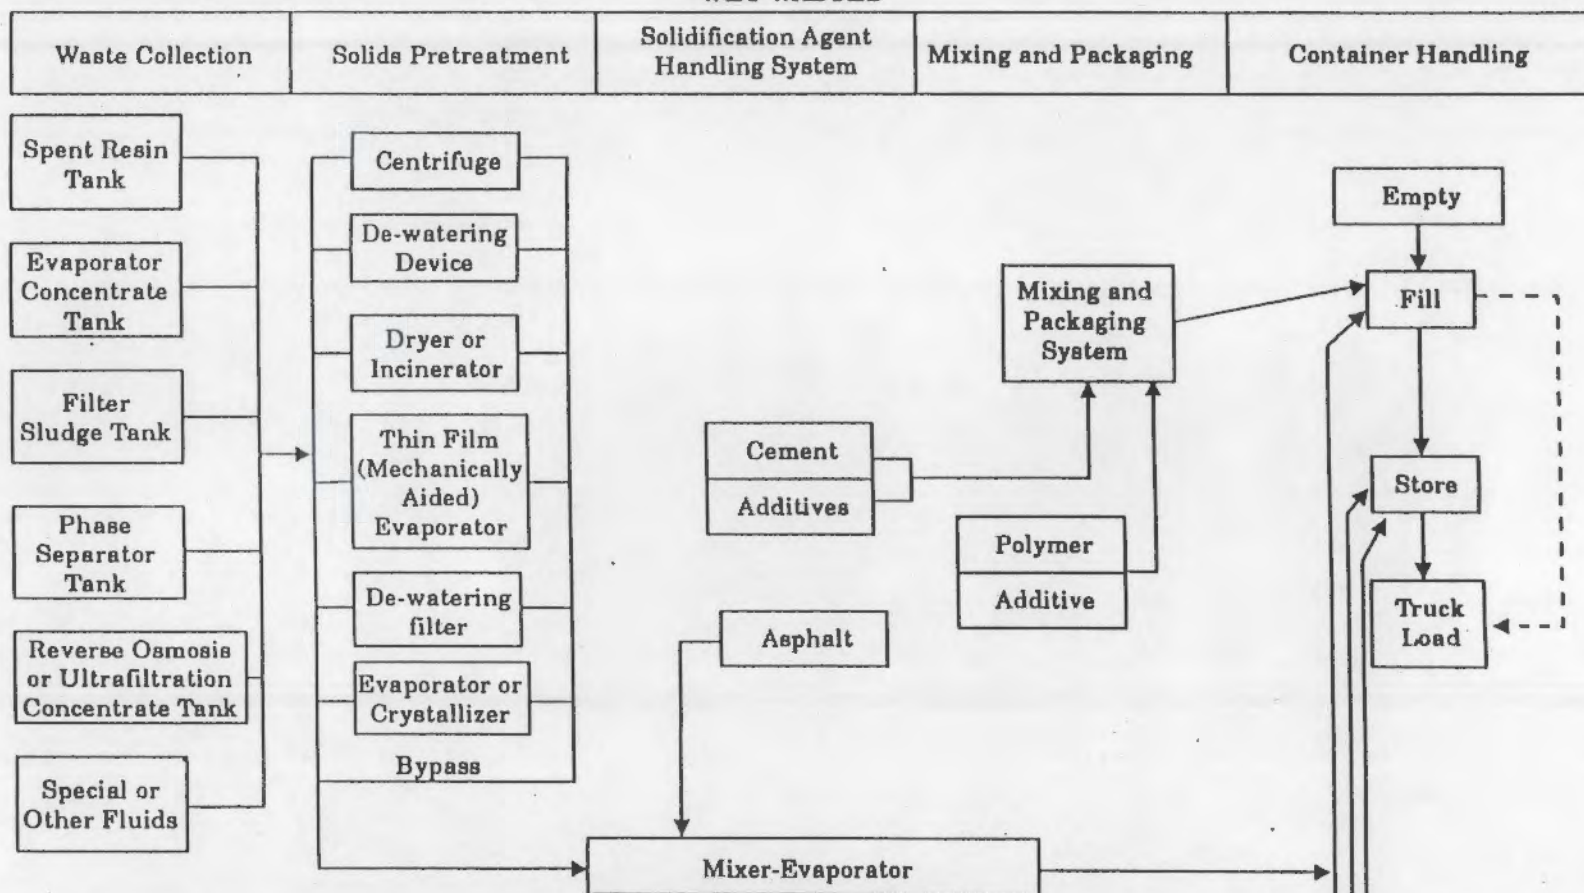 Waste Collection
Solids Pretreatment
Solidification Agent
Handling System
Mixing and Packaging
Container Handling
Spent Resin
Tank
Evaporator
Concentrate
Tank
Filter
Sludge Tank
Phase
Separator
Tank
Reverse Osmosis
or Ultrafiltration
Concentrate Tank
Special or
Other Fluids
Centrifuge
De-watering
Device
Dryer or
Incinerator
Thin Film
(Mechanically
Aided)
Evaporator
De-watering
filter
Evaporator or
Crystallizer
Bypass
Cement
Additives
Asphalt
Mixer-Evaporator
Mixing and
Packaging
System
Polymer
Additive
Empty
Fill
Store
Truck
Load